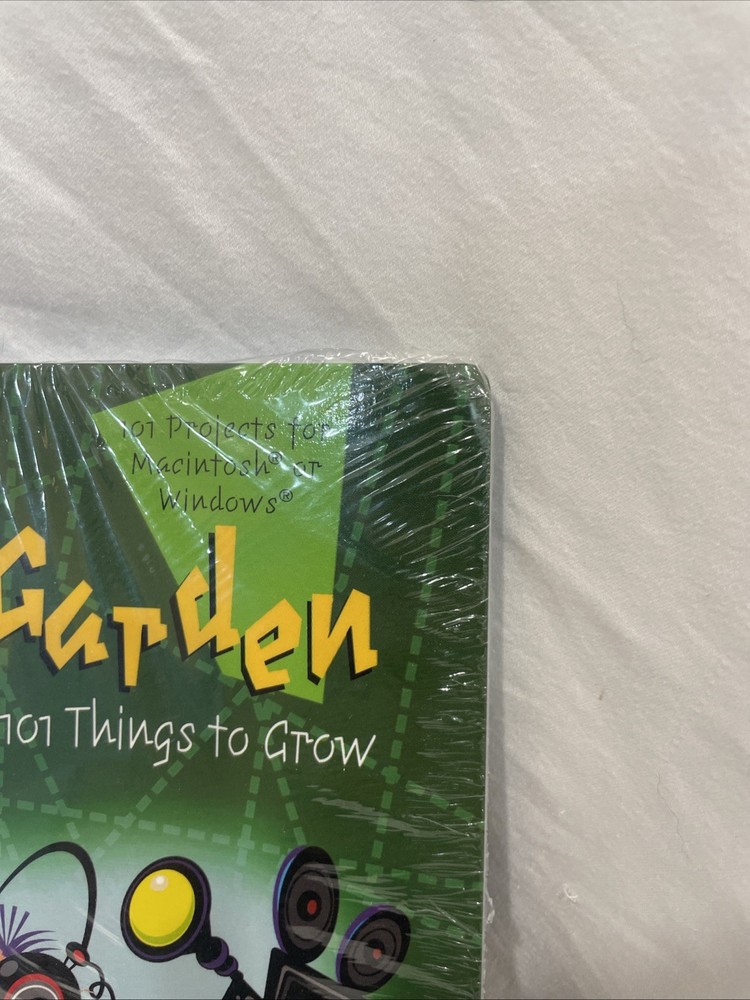 101 Projects for
Macintosh® or
Windows®
Garden
101 Things to Grow